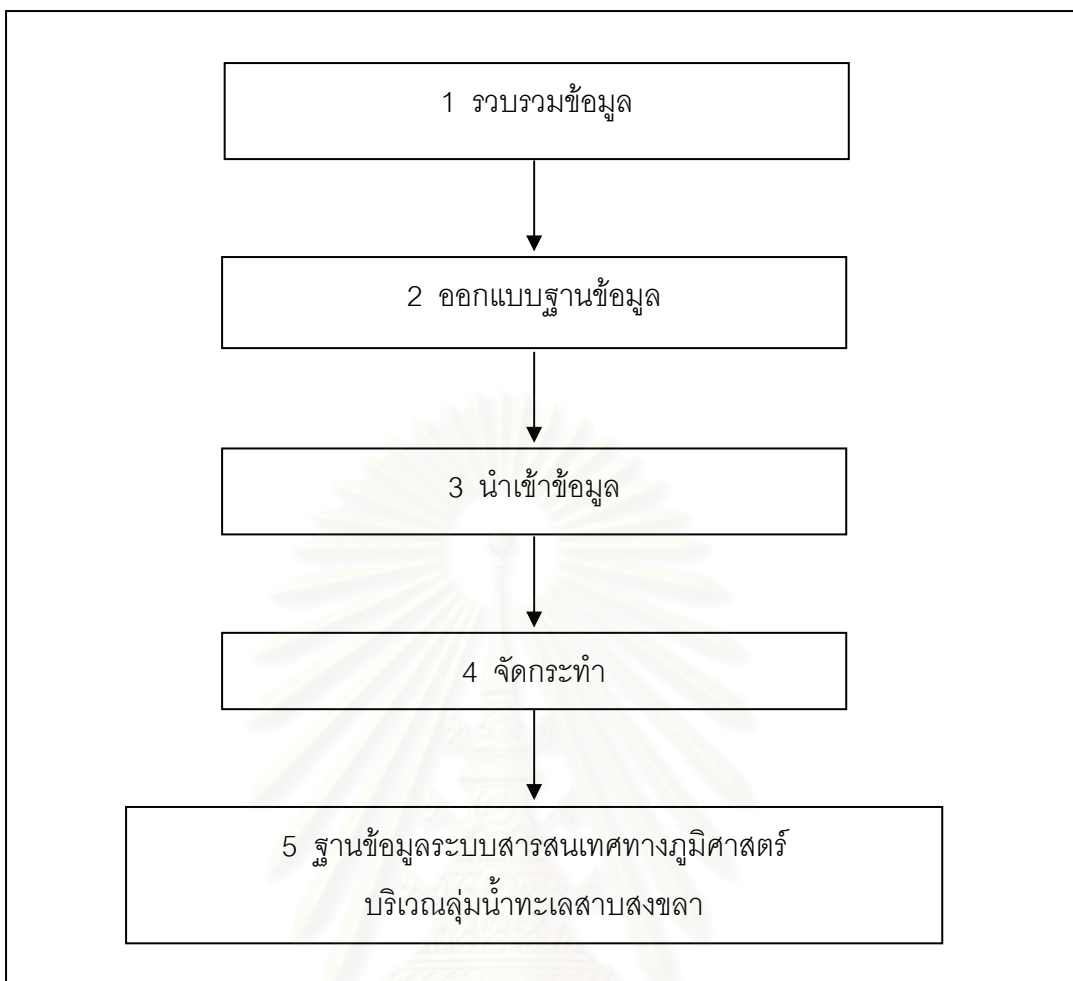 1 รวบรวมข้อมูล
2 ออกแบบฐานข้อมูล
3 นำเข้าข้อมูล
4 จัดกระทำ
5 ฐานข้อมูลระบบสารสนเทศทางภูมิศาสตร์
บริเวณลุ่มน้ำทะเลสาบสงขลา